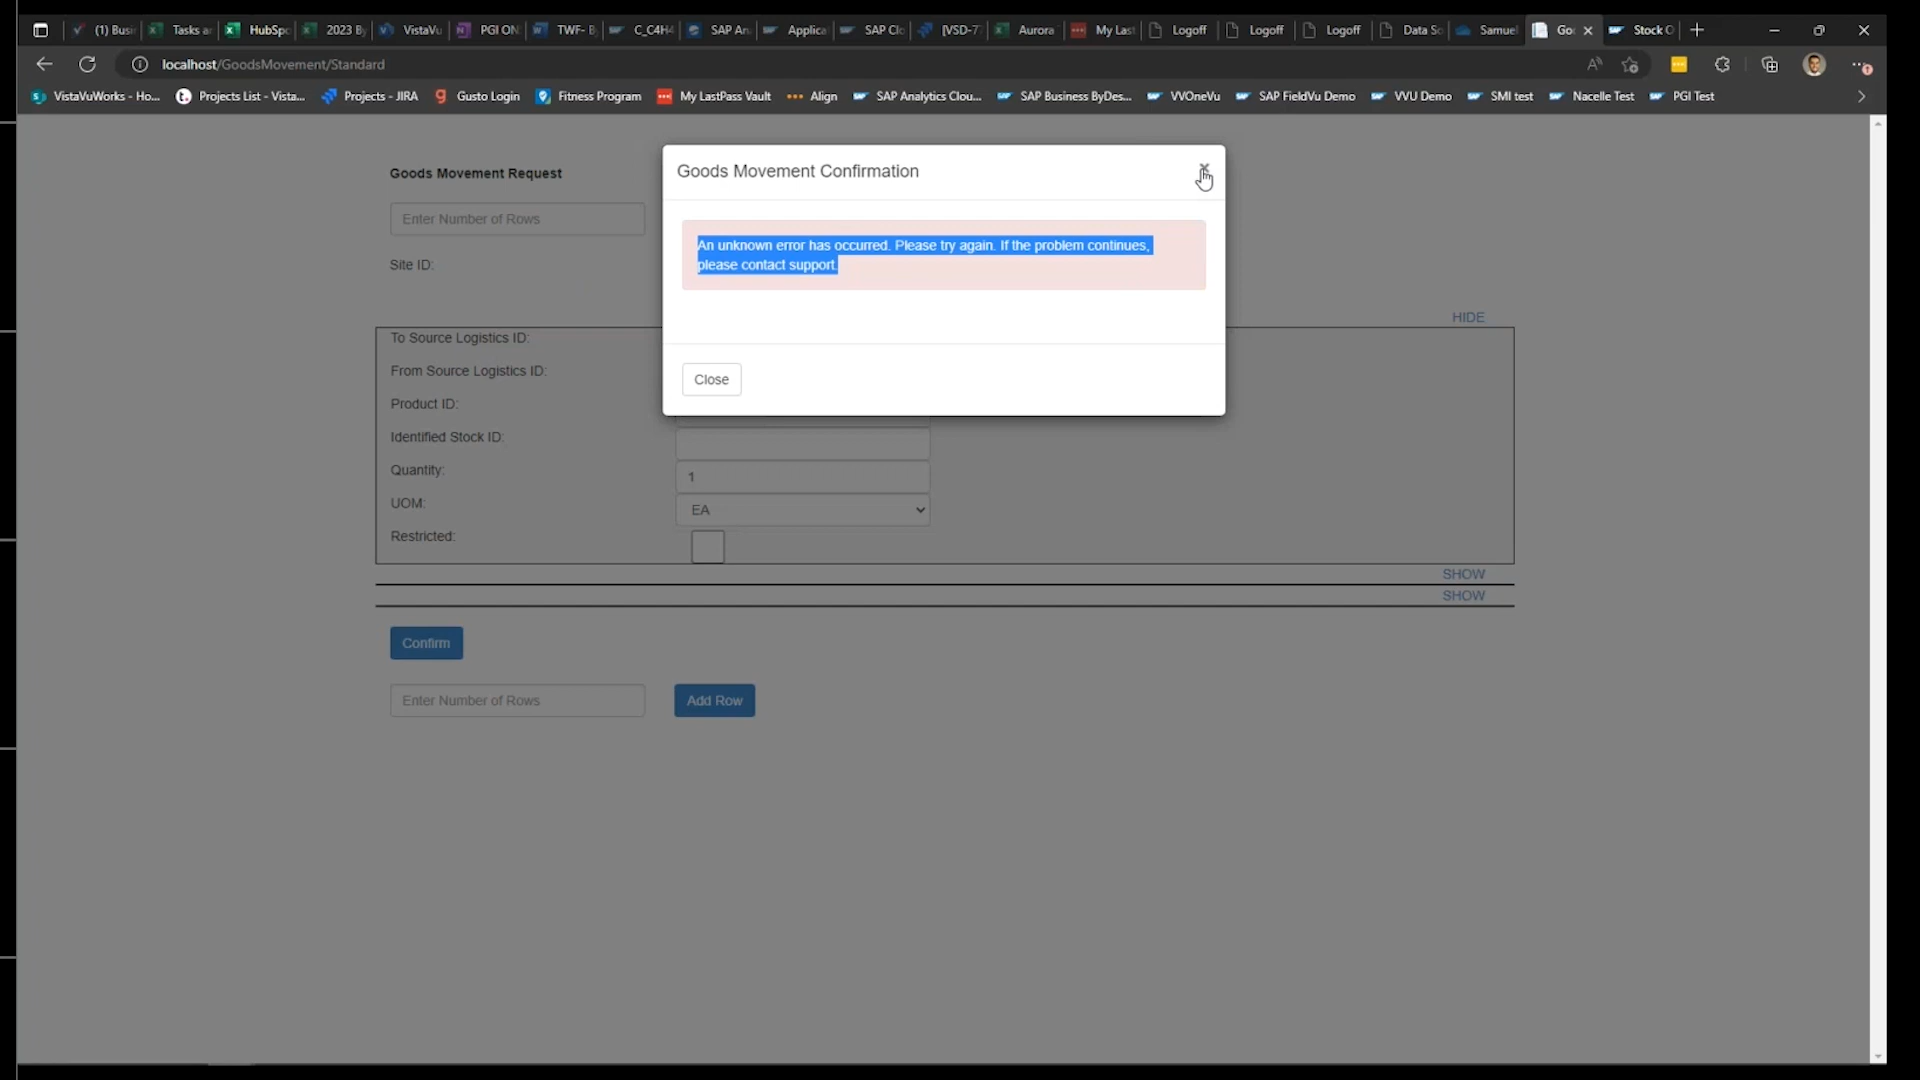 (1) Busi Tasks an HubSpo 2023 By VistaVu PGI ON TWF- B C_C4H4 SAP An Applica SAP Clo [VSD-7 Aurora My Last Logoff Logoff Logoff Data So Samuel Goo Stock O
localhost/GoodsMovement/Standard
VistaVuWorks - Ho... Projects List - Vista... Projects - JIRA Gusto Login Fitness Program My LastPass Vault Align SAP Analytics Clou... SAP Business ByDes... VVOneVu SAP FieldVu Demo VVU Demo SMI test Nacelle Test PGI Test
Goods Movement Request
Enter Number of Rows
Site ID:
Goods Movement Confirmation
×
An unknown error has occurred. Please try again. If the problem continues,
please contact support.
Close
HIDE
To Source Logistics ID:
From Source Logistics ID:
Product ID:
Identified Stock ID:
Quantity: 1
UOM: EA
Restricted:
SHOW
SHOW
Confirm
Enter Number of Rows Add Row